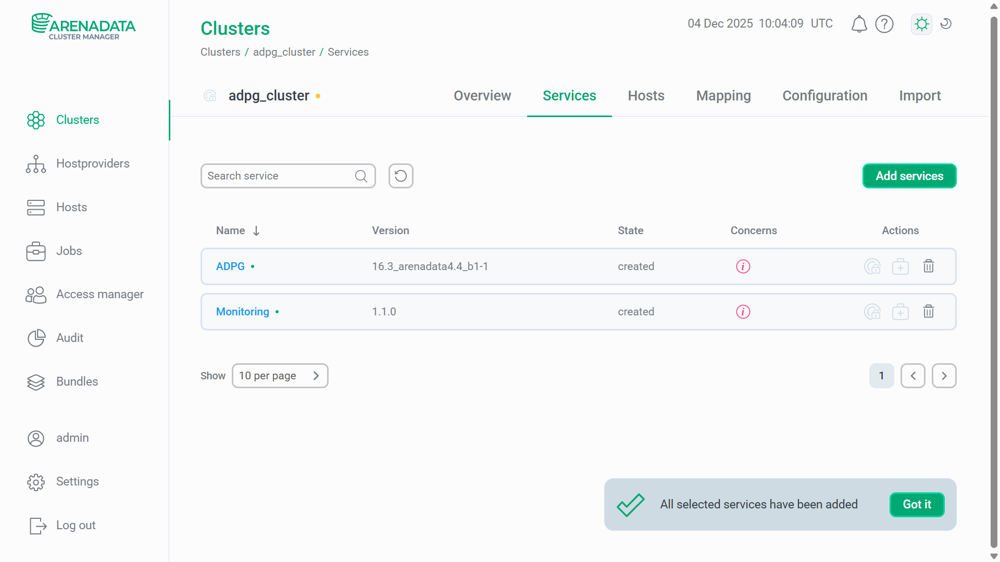 ARENADATA
CLUSTER MANAGER
Clusters
Hostproviders
Hosts
Jobs
Access manager
Audit
Bundles
admin
Settings
Log out
Clusters
04 Dec 2025 10:04:09 UTC
Clusters / adpg_cluster / Services
adpg_cluster
Overview
Services
Hosts
Mapping
Configuration
Import
Search service
Add services
Name Version State Concerns Actions
ADPG 16.3_arenadata4.4_b1-1 created
Monitoring 1.1.0 created
Show 10 per page
1
All selected services have been added
Got it